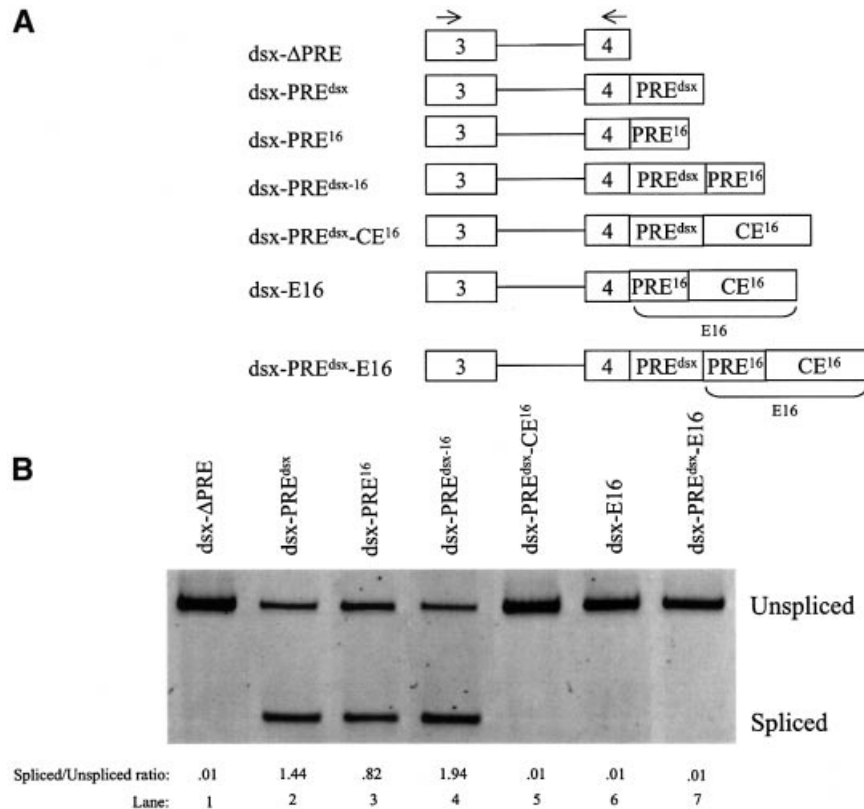 A
dsx-ΔPRE 3 4
dsx-PREᵈˢˣ 3 4 PREᵈˢˣ
dsx-PRE¹⁶ 3 4 PRE¹⁶
dsx-PREᵈˢˣ⁻¹⁶ 3 4 PREᵈˢˣ PRE¹⁶
dsx-PREᵈˢˣ-CE¹⁶ 3 4 PREᵈˢˣ CE¹⁶
dsx-E16 3 4 PRE¹⁶ CE¹⁶
E16
dsx-PREᵈˢˣ-E16 3 4 PREᵈˢˣ PRE¹⁶ CE¹⁶
E16
B
dsx-ΔPRE
dsx-PREᵈˢˣ
dsx-PRE¹⁶
dsx-PREᵈˢˣ⁻¹⁶
dsx-PREᵈˢˣ-CE¹⁶
dsx-E16
dsx-PREᵈˢˣ-E16
Unspliced
Spliced
Spliced/Unspliced ratio: .01 1.44 .82 1.94 .01 .01 .01
Lane: 1 2 3 4 5 6 7